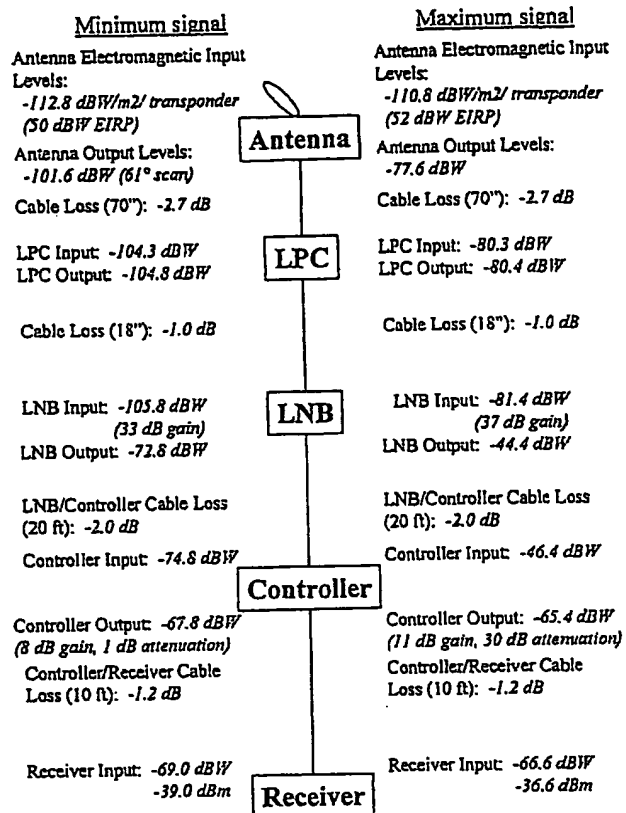 Minimum signal
Antenna Electromagnetic Input
Levels:
-112.8 dBW/m2/ transponder
(50 dBW EIRP)
Antenna Output Levels:
-101.6 dBW (61° scan)
Cable Loss (70"): -2.7 dB
LPC Input: -104.3 dBW
LPC Output: -104.8 dBW
Cable Loss (18"): -1.0 dB
LNB Input: -105.8 dBW
(33 dB gain)
LNB Output: -72.8 dBW
LNB/Controller Cable Loss
(20 ft): -2.0 dB
Controller Input: -74.8 dBW
Controller Output: -67.8 dBW
(8 dB gain, 1 dB attenuation)
Controller/Receiver Cable
Loss (10 ft): -1.2 dB
Receiver Input: -69.0 dBW
-39.0 dBm
Antenna
LPC
LNB
Controller
Receiver
Maximum signal
Antenna Electromagnetic Input
Levels:
-110.8 dBW/m2/ transponder
(52 dBW EIRP)
Antenna Output Levels:
-77.6 dBW
Cable Loss (70"): -2.7 dB
LPC Input: -80.3 dBW
LPC Output: -80.4 dBW
Cable Loss (18"): -1.0 dB
LNB Input: -81.4 dBW
(37 dB gain)
LNB Output: -44.4 dBW
LNB/Controller Cable Loss
(20 ft): -2.0 dB
Controller Input: -46.4 dBW
Controller Output: -65.4 dBW
(11 dB gain, 30 dB attenuation)
Controller/Receiver Cable
Loss (10 ft): -1.2 dB
Receiver Input: -66.6 dBW
-36.6 dBm